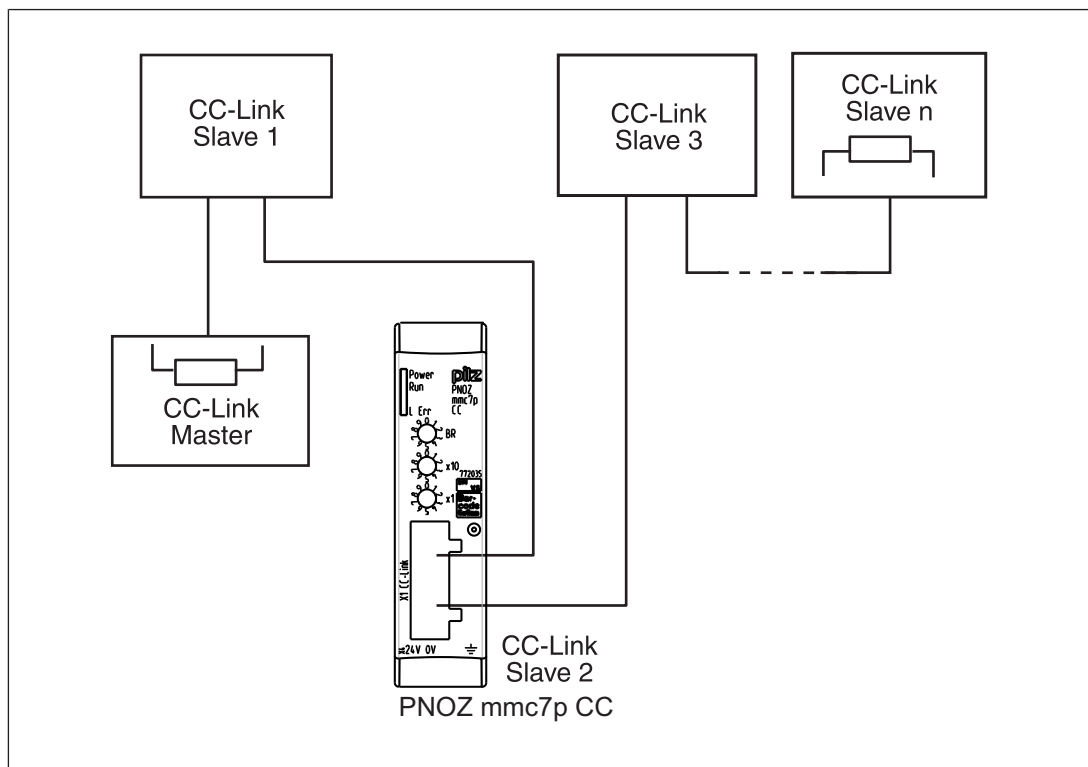 CC-Link
Slave 1
CC-Link
Slave 3
CC-Link
Slave n
CC-Link
Master
Power
Run
pilz
PNOZ
mmc7p
CC
L Err
BR
x10
772035
x1
X1 CC-Link
24V 0V
CC-Link
Slave 2
PNOZ mmc7p CC